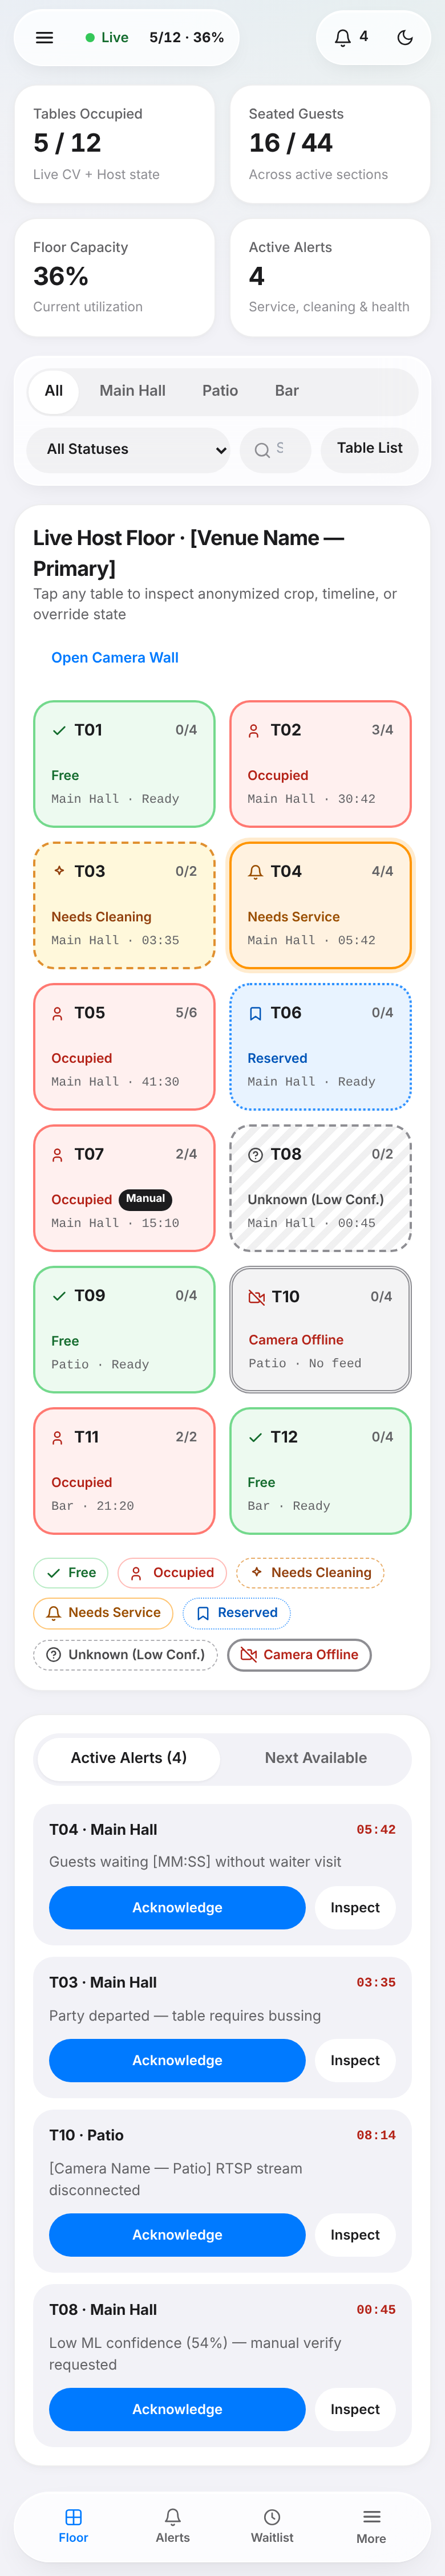 Live 5/12 · 36% 4
Tables Occupied
5 / 12
Live CV + Host state
Seated Guests
16 / 44
Across active sections
Floor Capacity
36%
Current utilization
Active Alerts
4
Service, cleaning & health
All Main Hall Patio Bar
All Statuses S Table List
Live Host Floor · [Venue Name —
Primary]
Tap any table to inspect anonymized crop, timeline, or
override state
Open Camera Wall
T01 0/4
Free
Main Hall · Ready
T02 3/4
Occupied
Main Hall · 30:42
T03 0/2
Needs Cleaning
Main Hall · 03:35
T04 4/4
Needs Service
Main Hall · 05:42
T05 5/6
Occupied
Main Hall · 41:30
T06 0/4
Reserved
Main Hall · Ready
T07 2/4
Occupied Manual
Main Hall · 15:10
T08 0/2
Unknown (Low Conf.)
Main Hall · 00:45
T09 0/4
Free
Patio · Ready
T10 0/4
Camera Offline
Patio · No feed
T11 2/2
Occupied
Bar · 21:20
T12 0/4
Free
Bar · Ready
Free Occupied Needs Cleaning
Needs Service Reserved
Unknown (Low Conf.) Camera Offline
Active Alerts (4) Next Available
T04 · Main Hall 05:42
Guests waiting [MM:SS] without waiter visit
Acknowledge Inspect
T03 · Main Hall 03:35
Party departed — table requires bussing
Acknowledge Inspect
T10 · Patio 08:14
[Camera Name — Patio] RTSP stream
disconnected
Acknowledge Inspect
T08 · Main Hall 00:45
Low ML confidence (54%) — manual verify
requested
Acknowledge Inspect
Floor Alerts Waitlist More